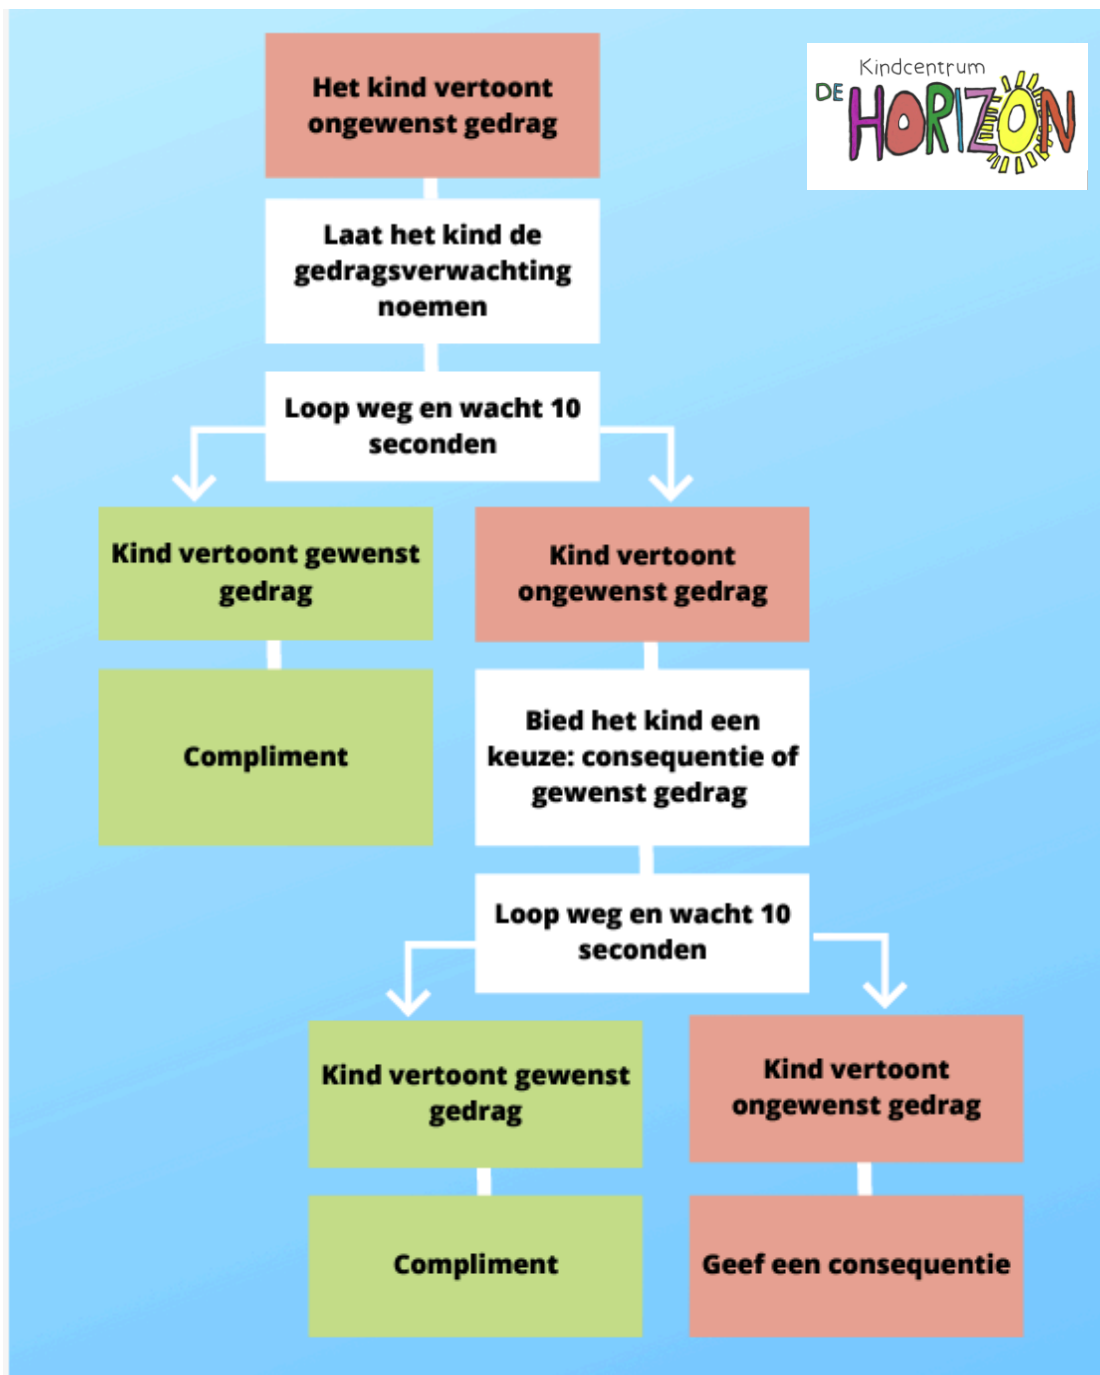 Kindcentrum
DE HORIZON
Het kind vertoont
ongewenst gedrag
Laat het kind de
gedragsverwachting
noemen
Loop weg en wacht 10
seconden
Kind vertoont gewenst
gedrag
Kind vertoont
ongewenst gedrag
Compliment
Bied het kind een
keuze: consequentie of
gewenst gedrag
Loop weg en wacht 10
seconden
Kind vertoont gewenst
gedrag
Kind vertoont
ongewenst gedrag
Compliment
Geef een consequentie